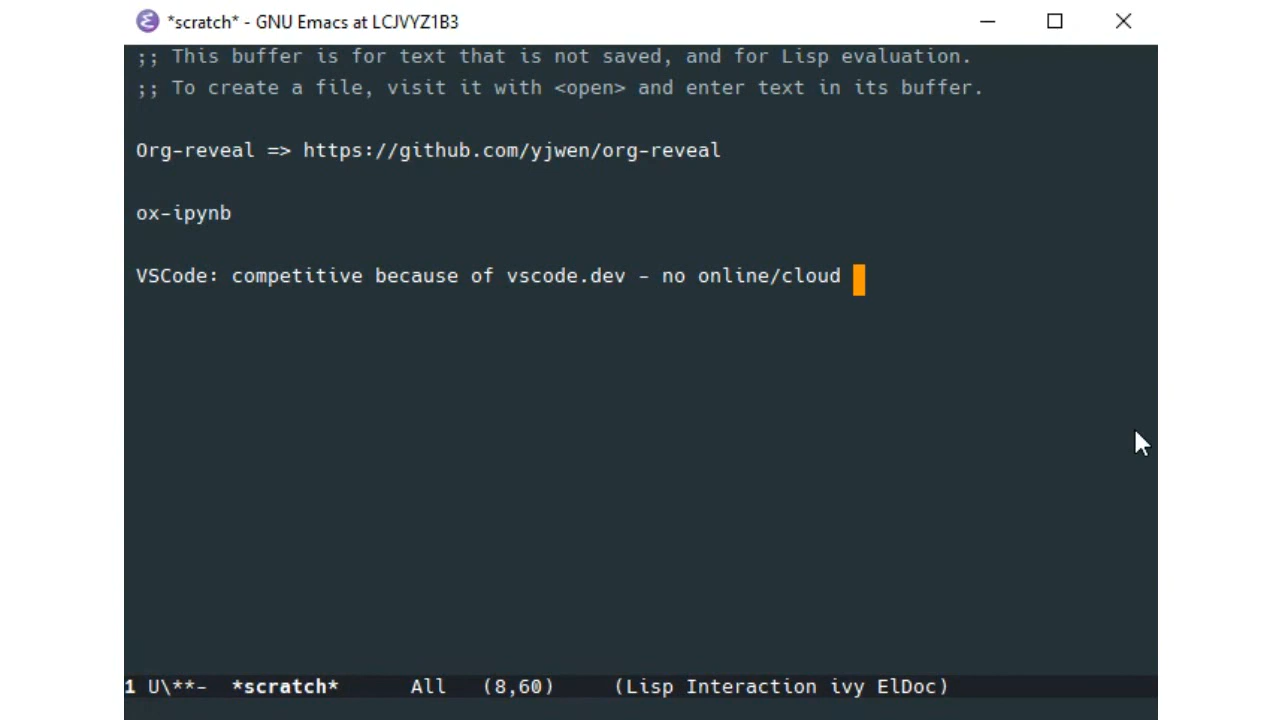 *scratch* - GNU Emacs at LCJVYZ1B3
;; This buffer is for text that is not saved, and for Lisp evaluation.
;; To create a file, visit it with <open> and enter text in its buffer.
Org-reveal => https://github.com/yjwen/org-reveal
ox-ipynb
VSCode: competitive because of vscode.dev - no online/cloud
1 U\**- *scratch* All (8,60) (Lisp Interaction ivy ElDoc)